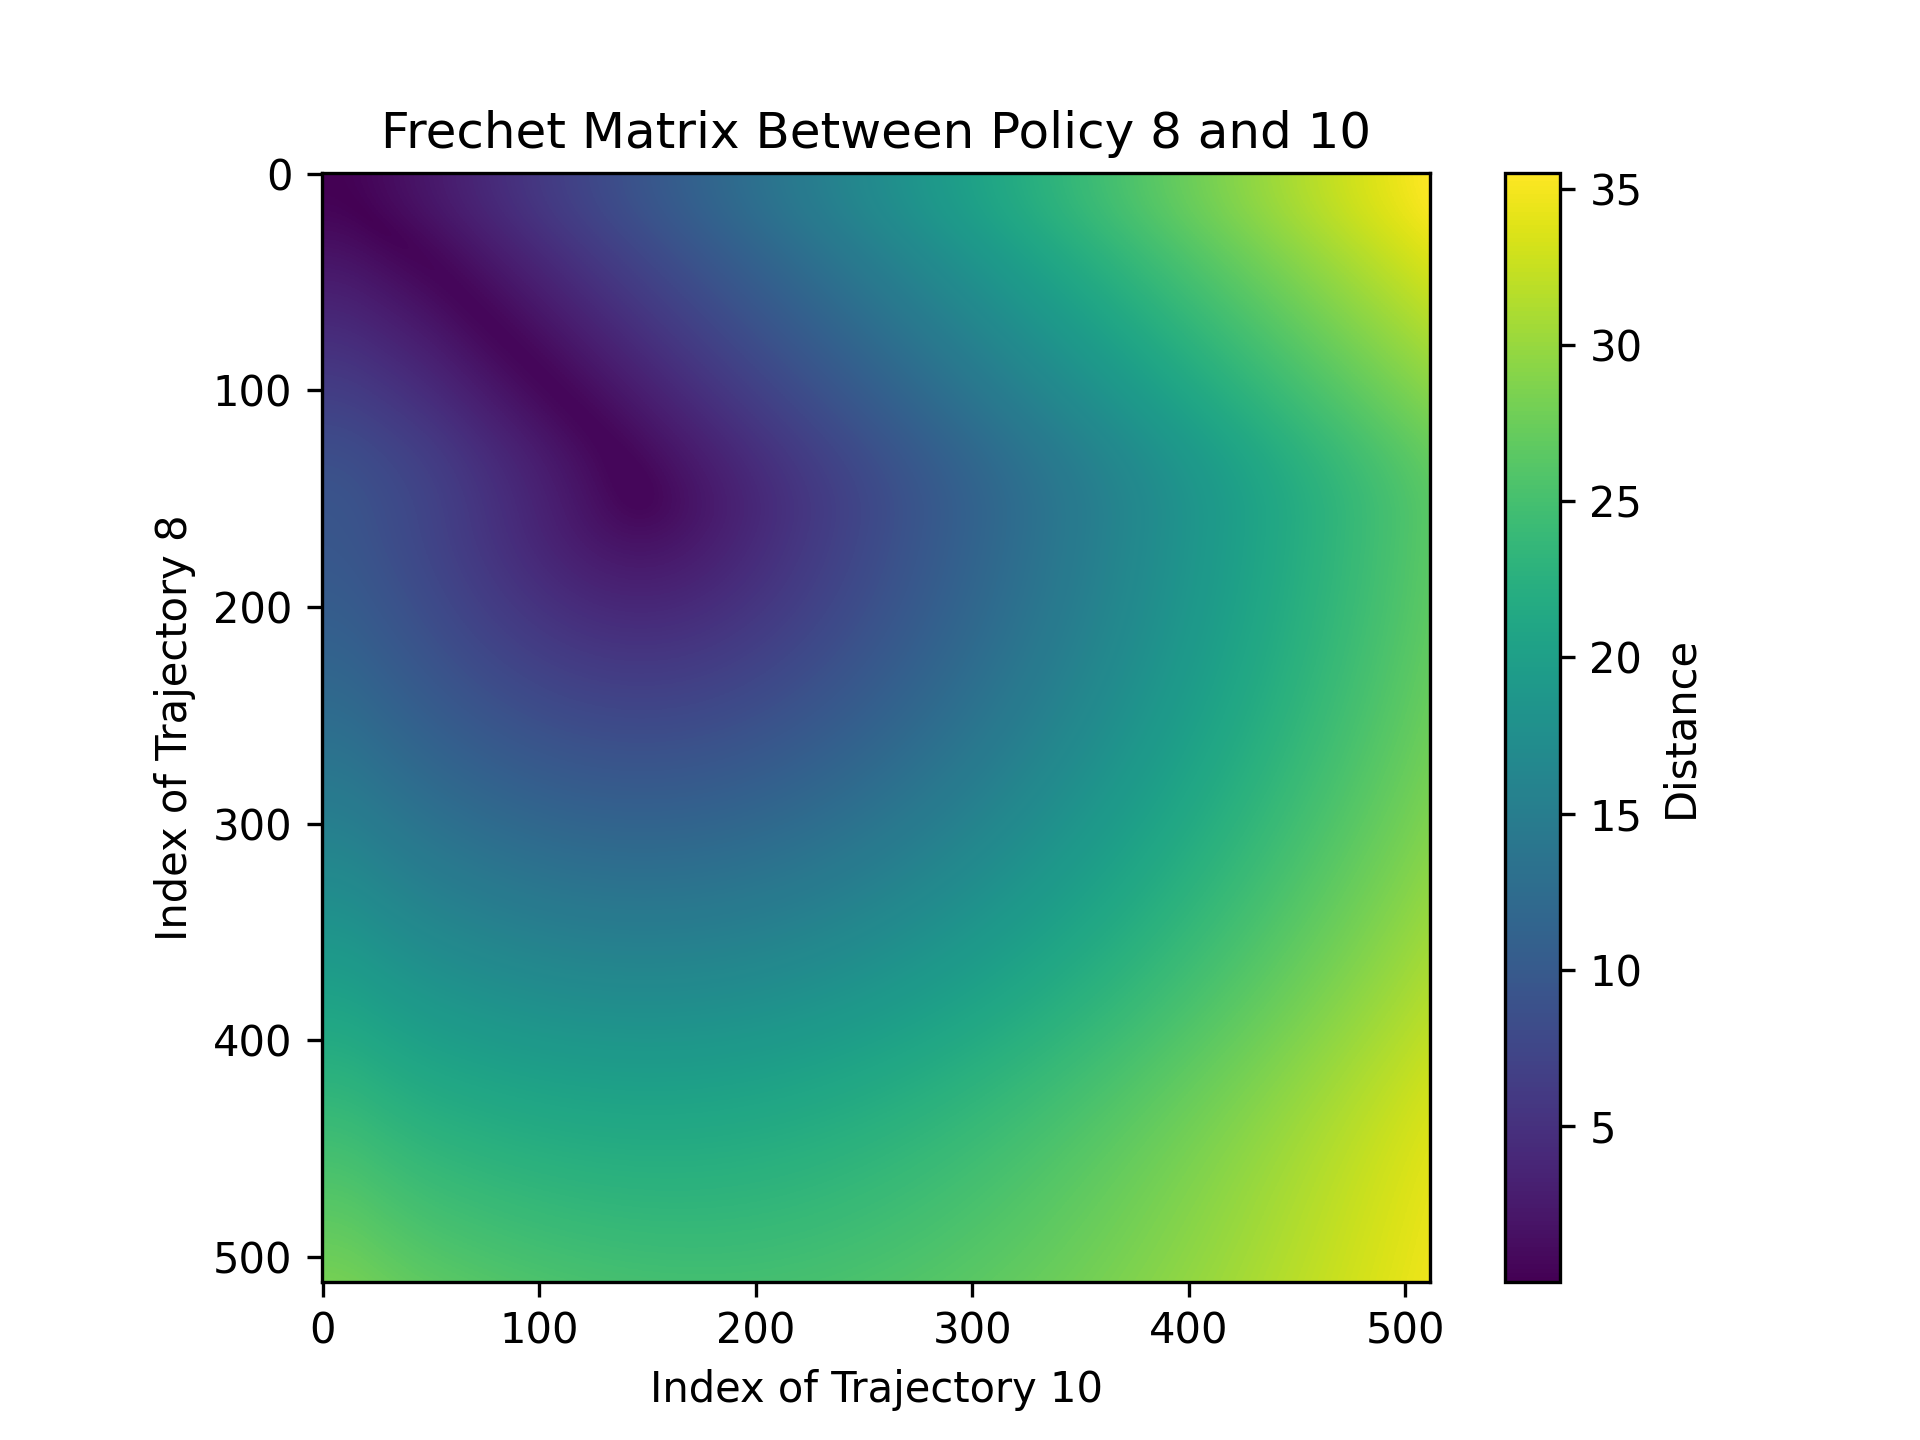 Frechet Matrix Between Policy 8 and 10
0
100
200
300
400
500
Index of Trajectory 8
0 100 200 300 400 500
Index of Trajectory 10
35
30
25
20
15
10
5
Distance